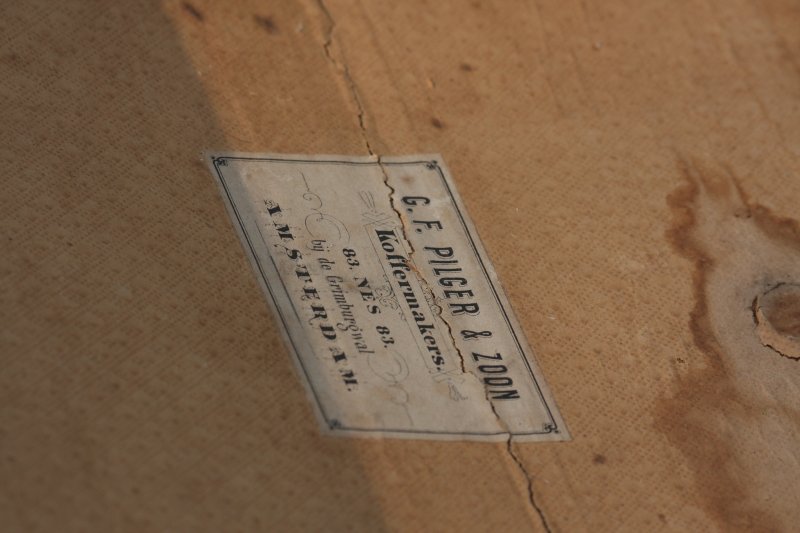 G. F. PILGER & ZOON
Koffermakers.
83. NES 83.
bij de Grimburgwal
AMSTERDAM.